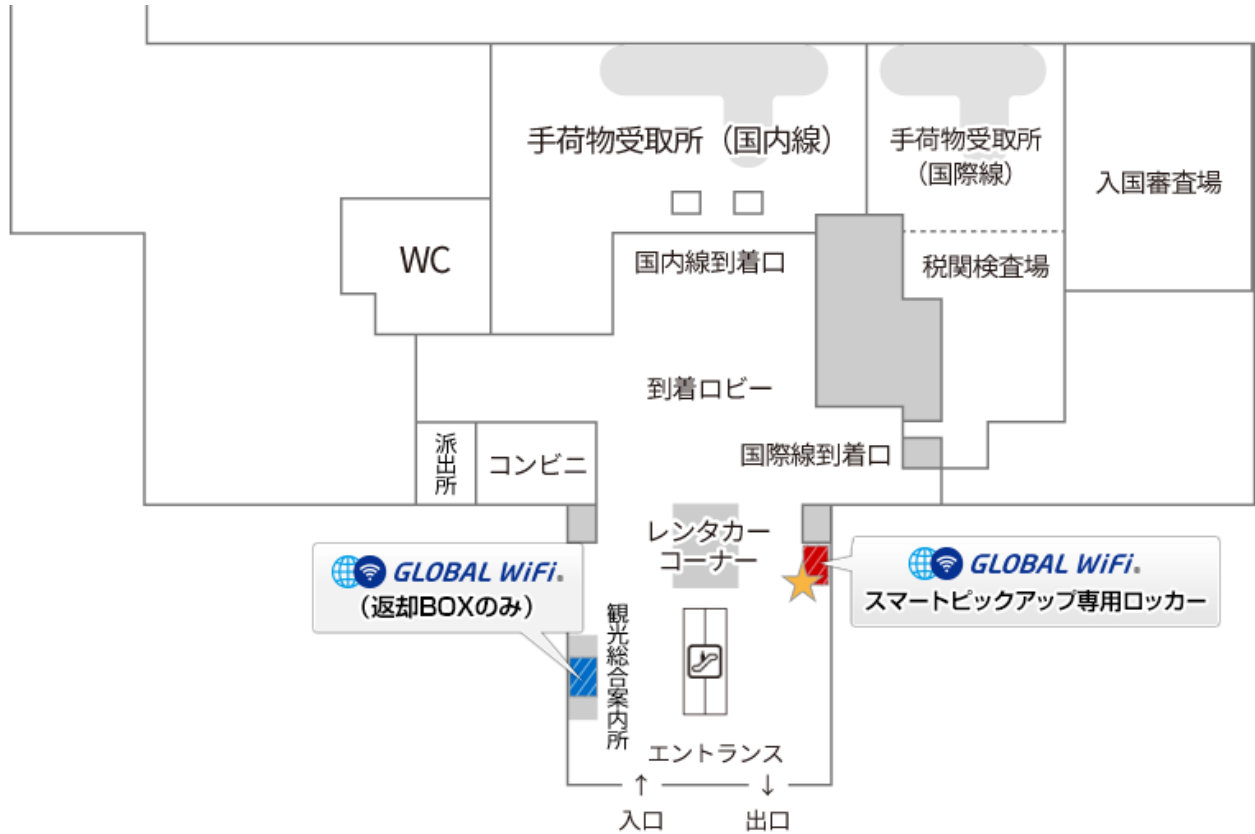 手荷物受取所（国内線）
手荷物受取所
（国際線）
入国審査場
WC
国内線到着口
税関検査場
到着ロビー
派出所
コンビニ
国際線到着口
レンタカー
コーナー
GLOBAL WiFi.
（返却BOXのみ）
GLOBAL WiFi.
スマートピックアップ専用ロッカー
観光総合案内所
エントランス
↑
↓
入口
出口